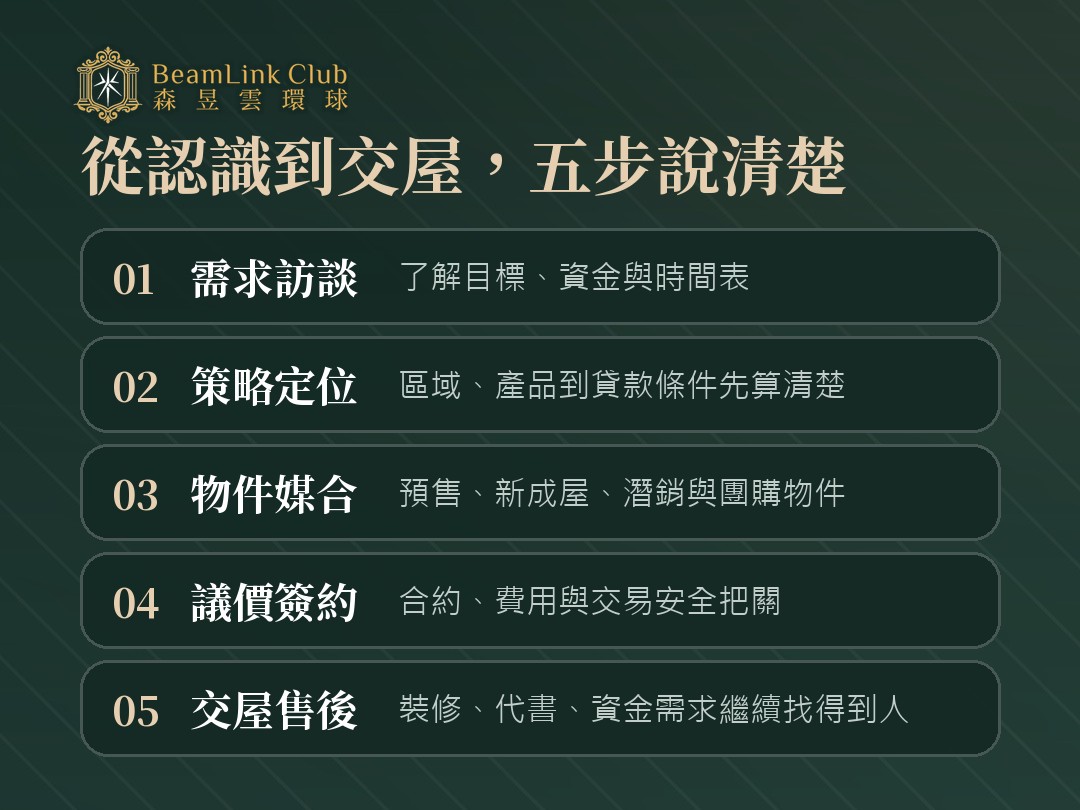 BeamLink Club
森昱雲環球
從認識到交屋，五步說清楚
01 需求訪談 了解目標、資金與時間表
02 策略定位 區域、產品到貸款條件先算清楚
03 物件媒合 預售、新成屋、潛銷與團購物件
04 議價簽約 合約、費用與交易安全把關
05 交屋售後 裝修、代書、資金需求繼續找得到人